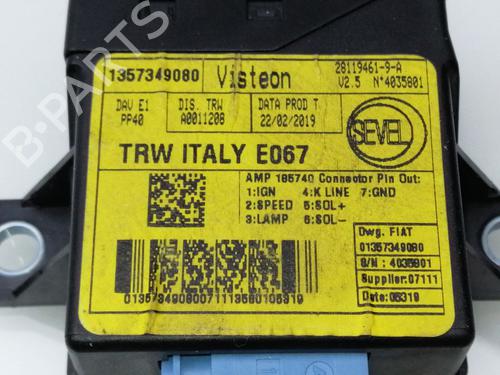 1357349080 Visteon
28119461-9-A
V2.5 N°4035801
DAV E1
PP40
DIS. TRW
A0011208
DATA PROD T.
22/02/2019
SEVEL
TRW ITALY E067
AMP 185740 Connector Pin Out:
1:IGN 4:K LINE 7:GND
2:SPEED 5:SOL+
3:LAMP 6:SOL-
Dwg. FIAT
01357349080
S/N : 4035801
Supplier:07111
Date:05319
01357349080071113580105319